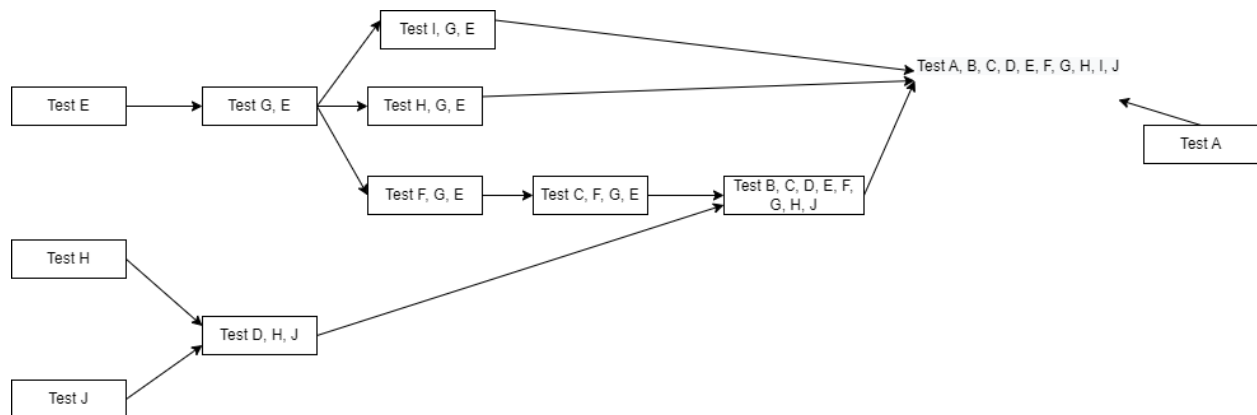 Test I, G, E
Test A, B, C, D, E, F, G, H, I, J
Test E
Test G, E
Test H, G, E
Test A
Test F, G, E
Test C, F, G, E
Test B, C, D, E, F,
G, H, J
Test H
Test D, H, J
Test J